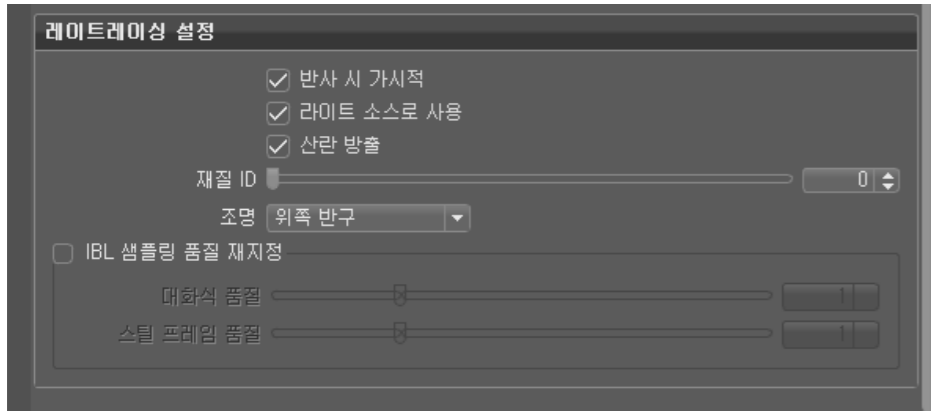 레이트레이싱 설정
반사 시 가시적
라이트 소스로 사용
산란 방출
재질 ID 0
조명 위쪽 반구
IBL 샘플링 품질 재지정
대화식 품질 1
스틸 프레임 품질 1